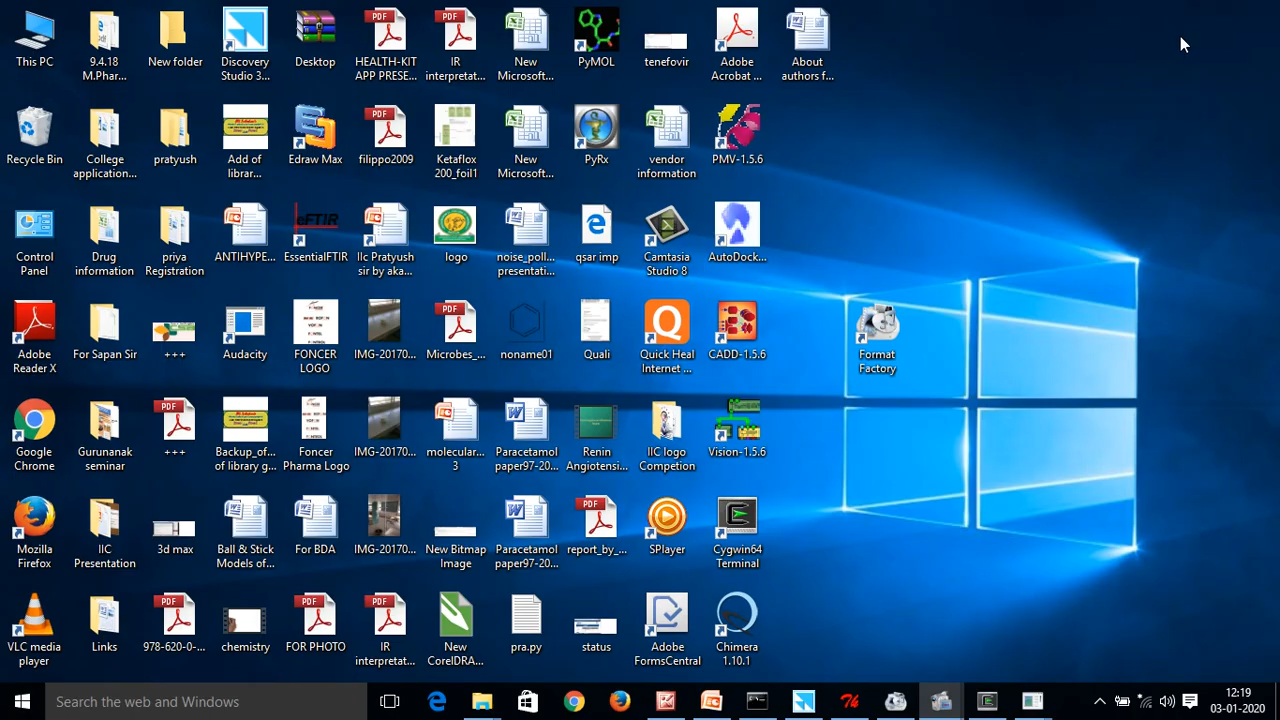 This PC
9.4.18
M.Phar...
New folder
Discovery
Studio 3...
Desktop
HEALTH-KIT
APP PRESE...
IR
interpretat...
New
Microsoft...
PyMOL
tenefovir
Adobe
Acrobat ...
About
authors f...
Recycle Bin
College
application...
pratyush
Add of
librar...
Edraw Max
filippo2009
Ketaflox
200_foil1
New
Microsoft...
PyRx
vendor
information
PMV-1.5.6
Control
Panel
Drug
information
priya
Registration
ANTIHYPE...
EssentialFTIR
IIc Pratyush
sir by aka...
logo
noise_poll...
presentati...
qsar imp
Camtasia
Studio 8
AutoDock...
Adobe
Reader X
For Sapan Sir
+++
Audacity
FONCER
LOGO
IMG-20170...
Microbes_...
noname01
Quali
Quick Heal
Internet ...
CADD-1.5.6
Format
Factory
Google
Chrome
Gurunanak
seminar
+++
Backup_of...
of library g...
Foncer
Pharma Logo
IMG-20170...
molecular...
3
Paracetamol
paper97-20...
Renin
Angiotensi...
IIC logo
Competion
Vision-1.5.6
Mozilla
Firefox
IIC
Presentation
3d max
Ball & Stick
Models of...
For BDA
IMG-20170...
New Bitmap
Image
Paracetamol
paper97-20...
report_by_...
SPlayer
Cygwin64
Terminal
VLC media
player
Links
978-620-0-...
chemistry
FOR PHOTO
IR
interpretat...
New
CorelDRA...
pra.py
status
Adobe
FormsCentral
Chimera
1.10.1
Search the web and Windows
03-01-2020